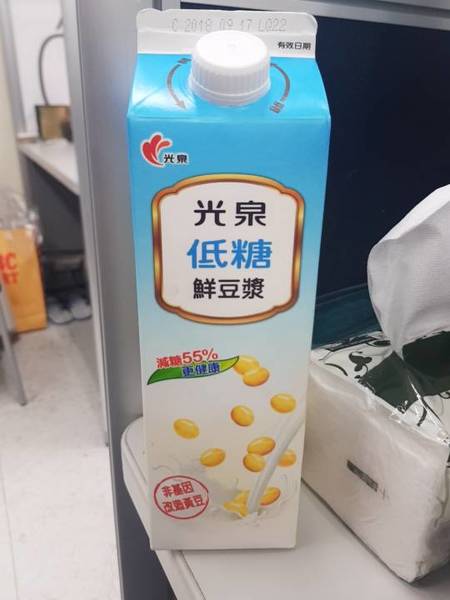 C 2018 09 17 L022
有效日期
光泉
光泉
低糖
鮮豆漿
減糖55%
更健康
非基因
改造黃豆